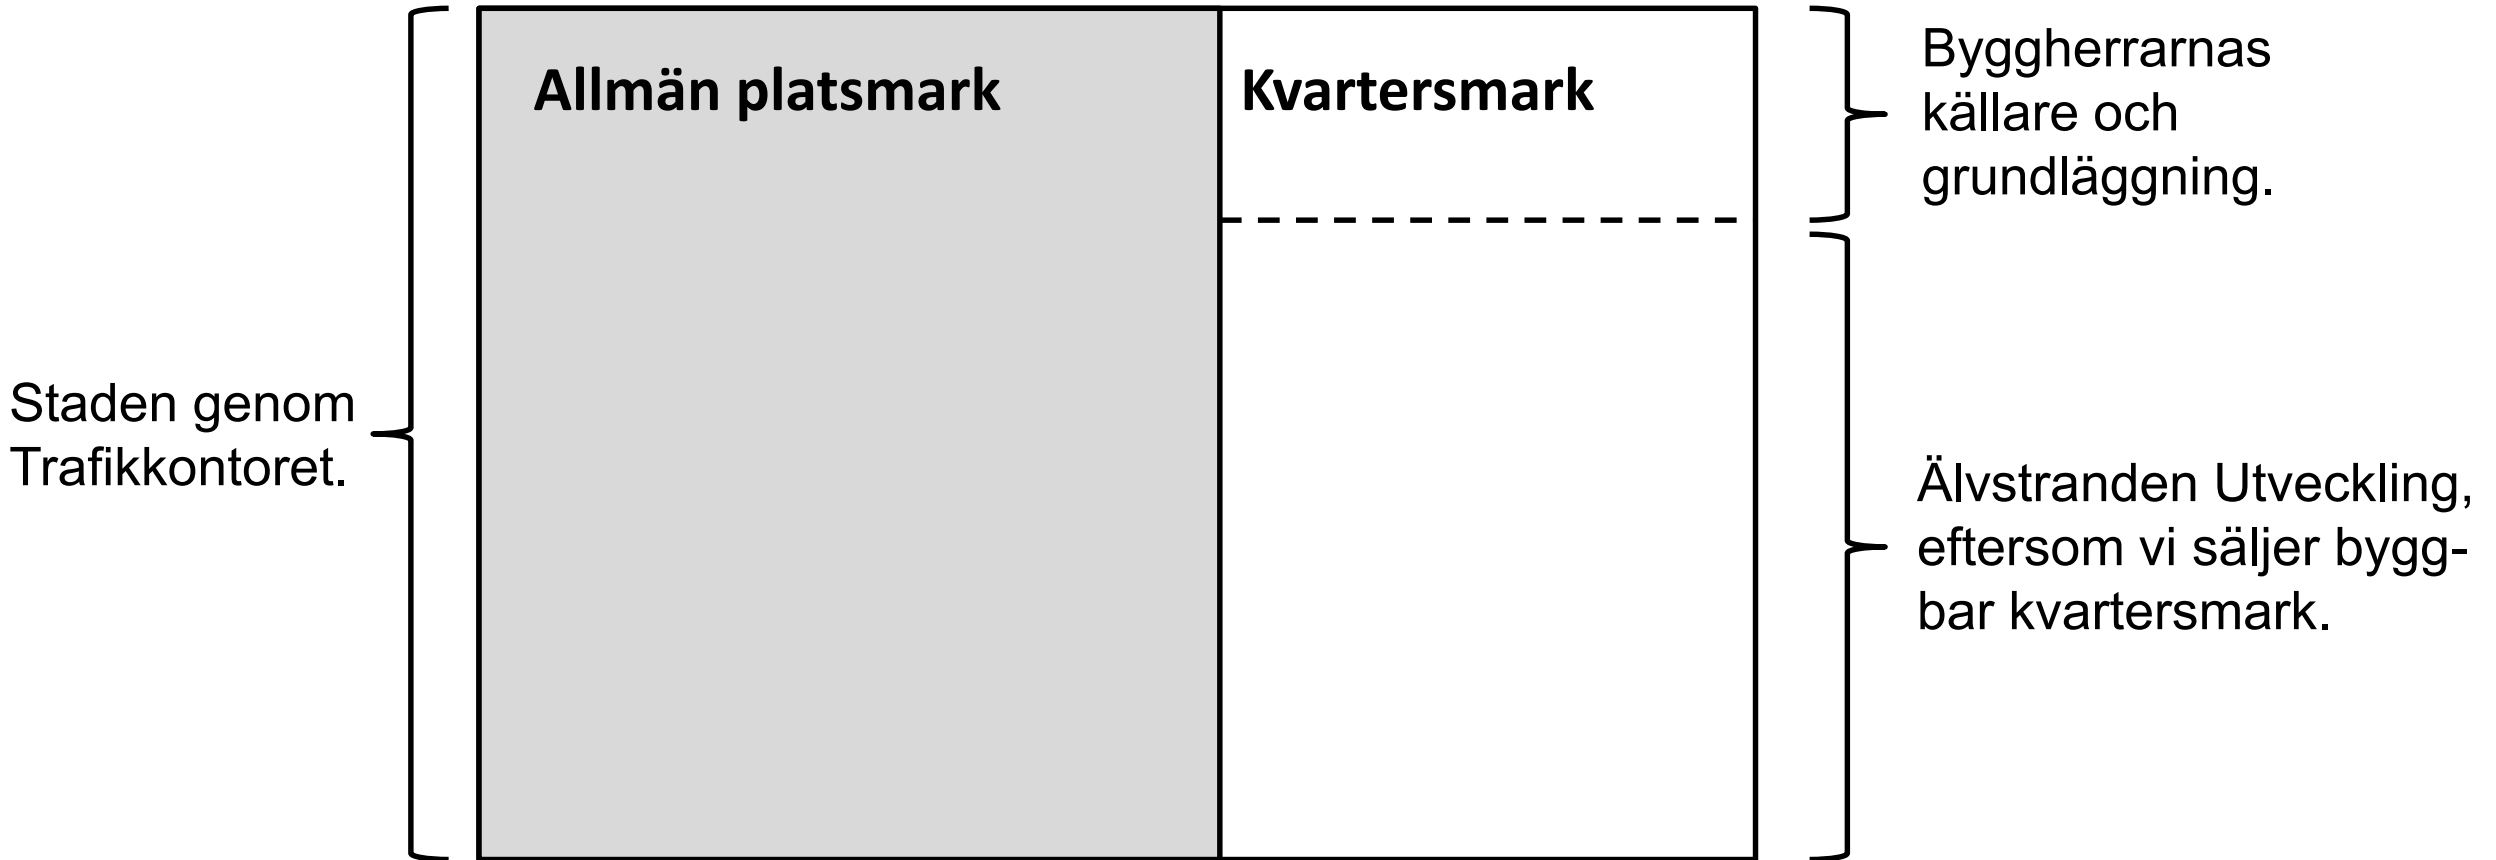 Allmän platsmark
Kvartersmark
Byggherrarnas
källare och
grundläggning.
Staden genom
Trafikkontoret.
Älvstranden Utveckling,
eftersom vi säljer bygg-
bar kvartersmark.